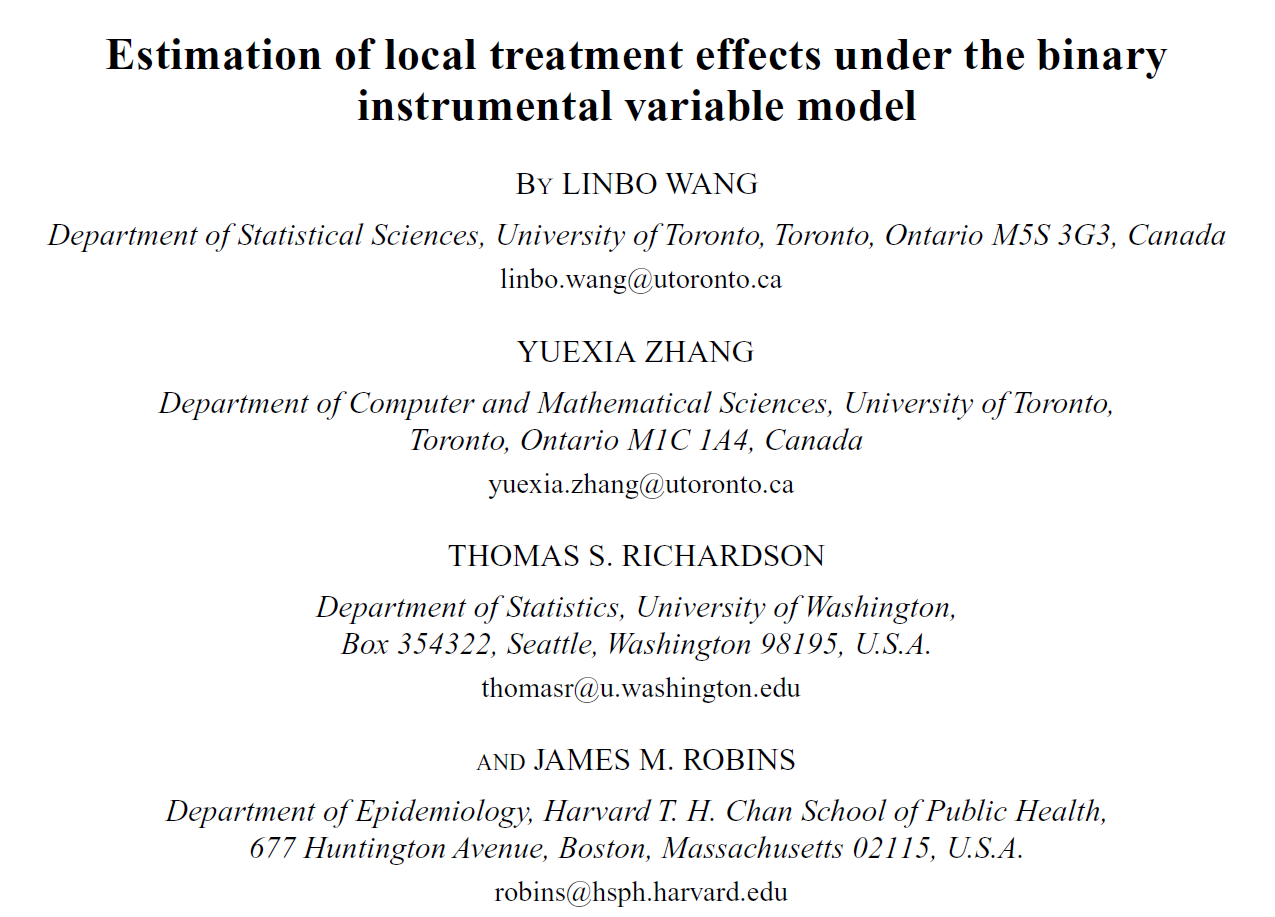 Estimation of local treatment effects under the binary
instrumental variable model
By LINBO WANG
Department of Statistical Sciences, University of Toronto, Toronto, Ontario M5S 3G3, Canada
linbo.wang@utoronto.ca
YUEXIA ZHANG
Department of Computer and Mathematical Sciences, University of Toronto,
Toronto, Ontario M1C 1A4, Canada
yuexia.zhang@utoronto.ca
THOMAS S. RICHARDSON
Department of Statistics, University of Washington,
Box 354322, Seattle, Washington 98195, U.S.A.
thomasr@u.washington.edu
AND JAMES M. ROBINS
Department of Epidemiology, Harvard T. H. Chan School of Public Health,
677 Huntington Avenue, Boston, Massachusetts 02115, U.S.A.
robins@hsph.harvard.edu